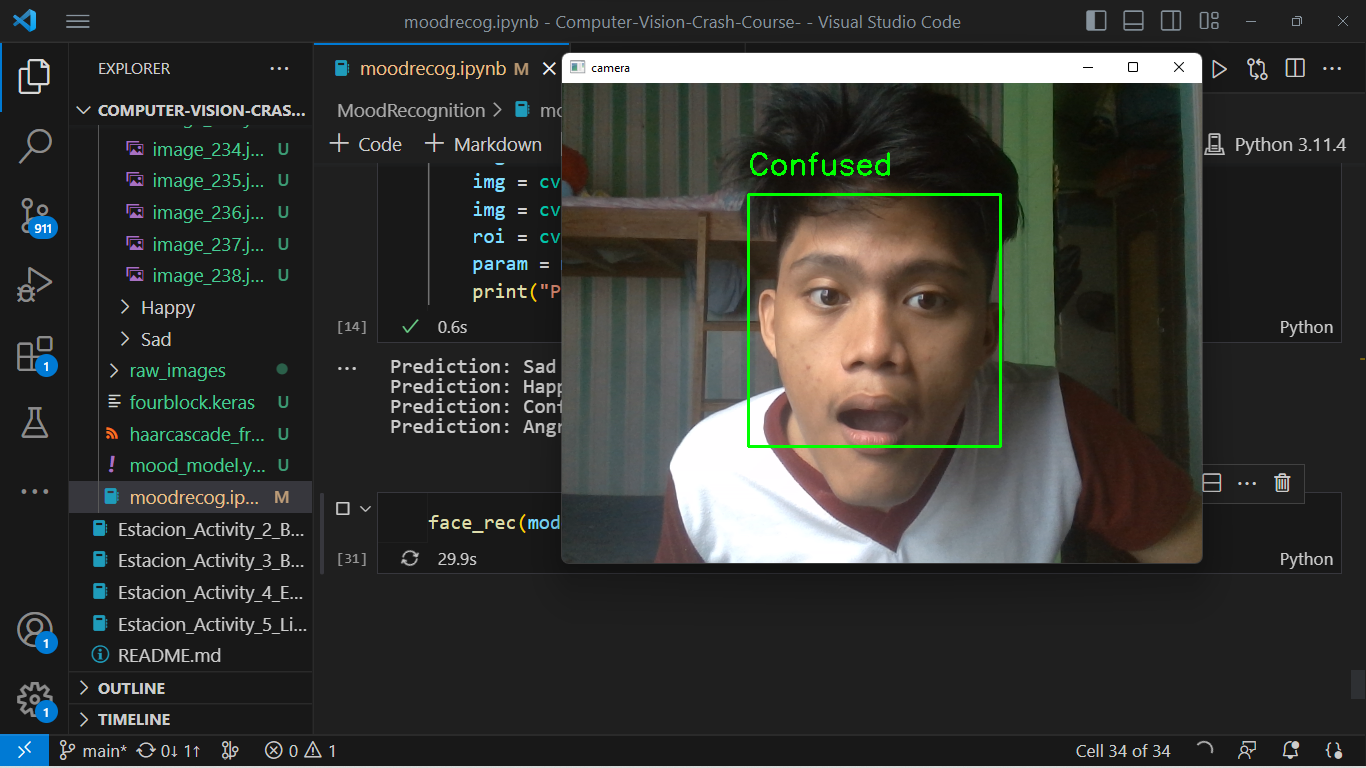 moodrecog.ipynb - Computer-Vision-Crash-Course- - Visual Studio Code
EXPLORER
COMPUTER-VISION-CRAS...
image_234.j... U
image_235.j... U
image_236.j... U
image_237.j... U
image_238.j... U
Happy
Sad
raw_images
fourblock.keras U
haarcascade_fr... U
mood_model.y... U
moodrecog.ip... M
Estacion_Activity_2_B...
Estacion_Activity_3_B...
Estacion_Activity_4_E...
Estacion_Activity_5_Li...
README.md
OUTLINE
TIMELINE
911
1
1
1
moodrecog.ipynb M
MoodRecognition > mo
+ Code + Markdown
Python 3.11.4
img = cv
img = cv
roi = cv
param =
print("P
[14] 0.6s Python
Prediction: Sad
Prediction: Happ
Prediction: Conf
Prediction: Angr
face_rec(mod
[31] 29.9s Python
camera
Confused
main* 0↓ 1↑ 0 1
Cell 34 of 34